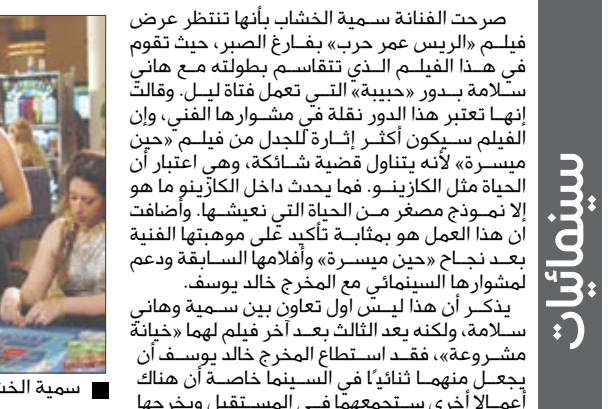 سينمائيات
صرحت الفنانة سمية الخشاب بأنها تنتظر عرض
فيلم «الريس عمر حرب» بفارغ الصبر، حيث تقوم
في هذا الفيلم الذي تتقاسم بطولته مع هاني
سلامة بدور «حبيبة» التي تعمل فتاة ليل. وقالت
إنها تعتبر هذا الدور نقلة في مشوارها الفني، وإن
الفيلم سيكون أكثر إثارة للجدل من فيلم «حين
ميسرة» لأنه يتناول قضية شائكة، وهي اعتبار أن
الحياة مثل الكازينو. فما يحدث داخل الكازينو ما هو
إلا نموذج مصغر من الحياة التي نعيشها. وأضافت
ان هذا العمل هو بمثابة تأكيد على موهبتها الفنية
بعد نجاح «حين ميسرة» وأفلامها السابقة ودعم
لمشوارها السينمائي مع المخرج خالد يوسف.
يذكر أن هذا ليس اول تعاون بين سمية وهاني
سلامة، ولكنه يعد الثالث بعد آخر فيلم لهما «خيانة
مشروعة»، فقد استطاع المخرج خالد يوسف أن
يجعل منهما ثنائيًا في السينما خاصة أن هناك
أعمالا أخرى ستجمعهما في المستقبل ويخرجها
سمية